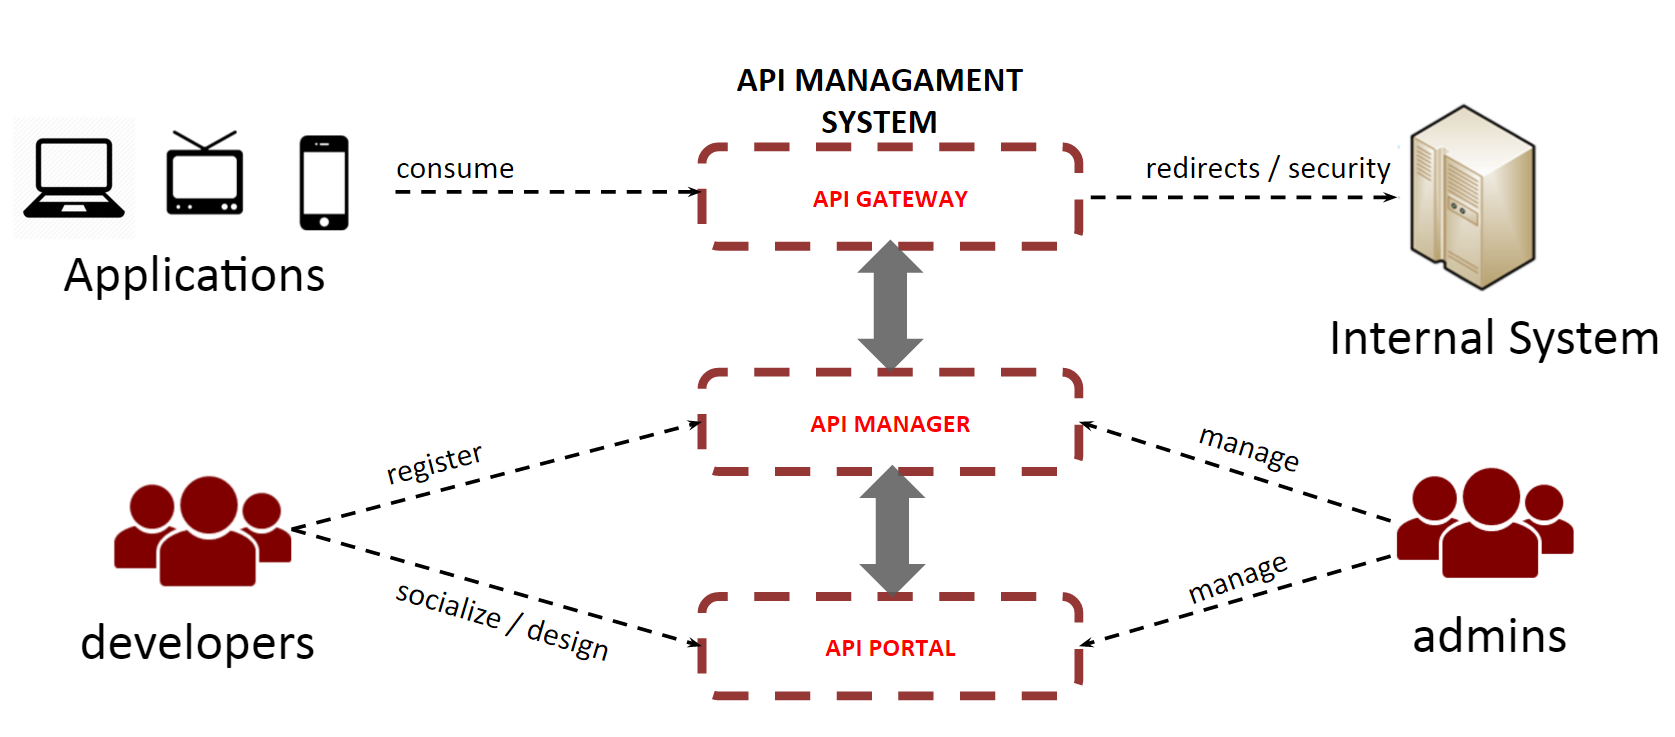 API MANAGAMENT
SYSTEM
consume
API GATEWAY
redirects / security
Applications
Internal System
register
API MANAGER
manage
socialize / design
manage
developers
API PORTAL
admins